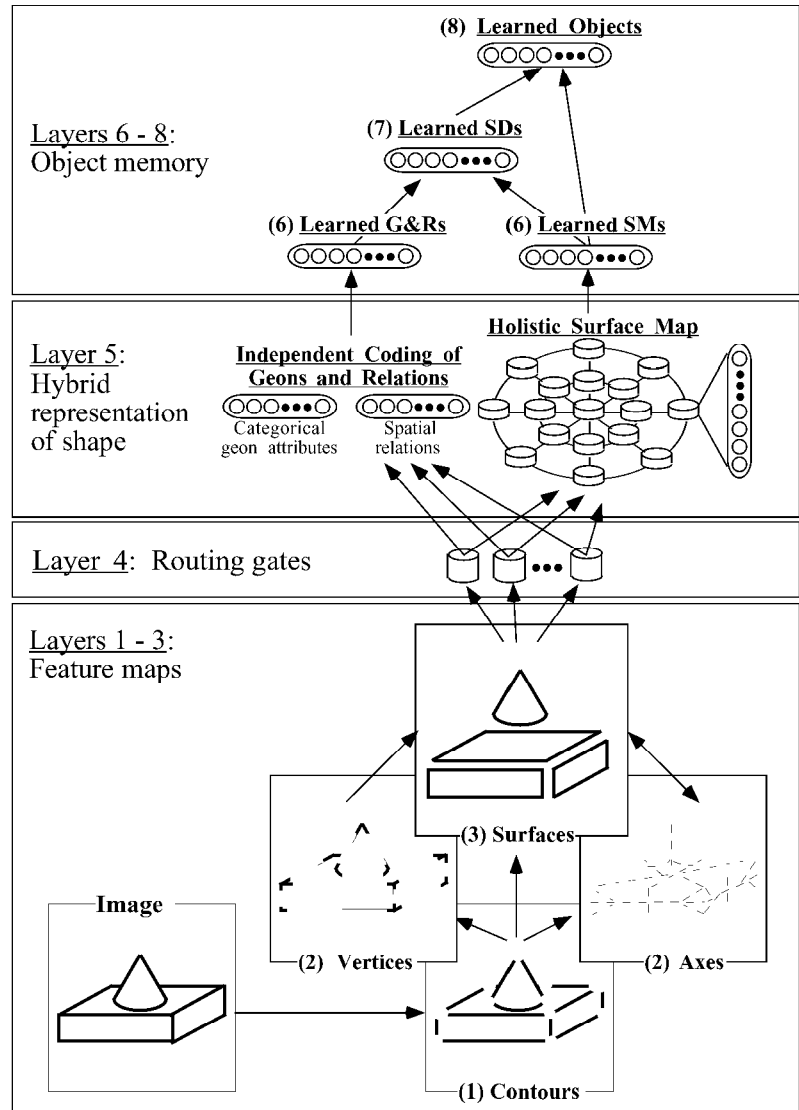 (8) Learned Objects
Layers 6 - 8:
Object memory
(7) Learned SDs
(6) Learned G&Rs
(6) Learned SMs
Layer 5:
Hybrid
representation
of shape
Holistic Surface Map
Independent Coding of
Geons and Relations
Categorical
geon attributes
Spatial
relations
Layer 4: Routing gates
Layers 1 - 3:
Feature maps
(3) Surfaces
Image
(2) Vertices
(2) Axes
(1) Contours